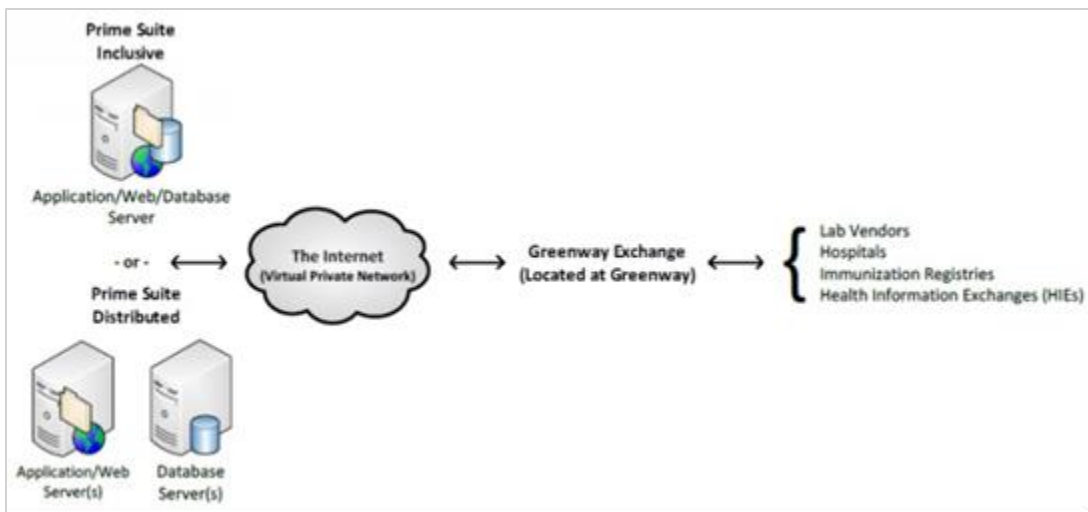 Prime Suite
Inclusive
Application/Web/Database
Server
- or -
Prime Suite
Distributed
Application/Web
Server(s)
Database
Server(s)
The Internet
(Virtual Private Network)
Greenway Exchange
(Located at Greenway)
Lab Vendors
Hospitals
Immunization Registries
Health Information Exchanges (HIEs)